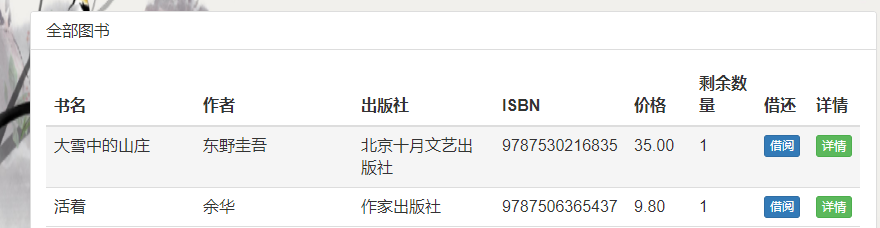 全部图书
剩余数
书名 作者 出版社 ISBN 价格 量 借还 详情
大雪中的山庄 东野圭吾 北京十月文艺出 9787530216835 35.00 1 借阅 详情
版社
活着 余华 作家出版社 9787506365437 9.80 1 借阅 详情